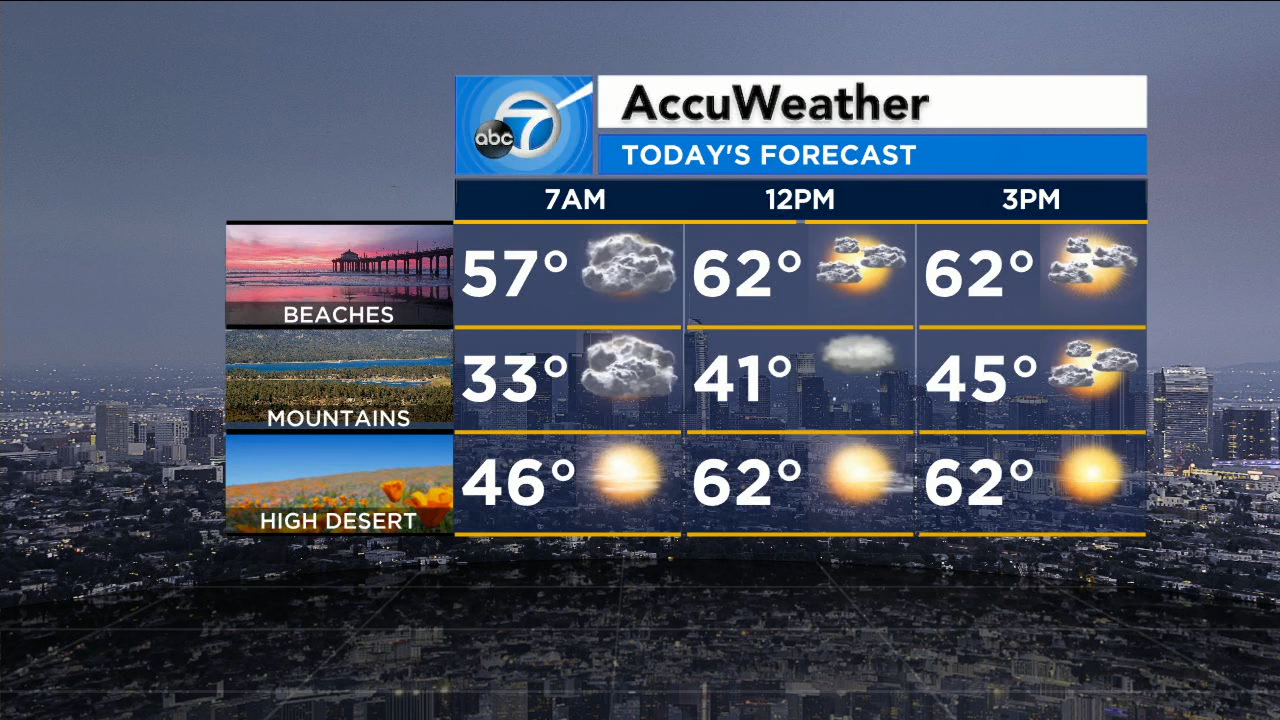 abc 7
AccuWeather
TODAY'S FORECAST
7AM 12PM 3PM
BEACHES 57° 62° 62°
MOUNTAINS 33° 41° 45°
HIGH DESERT 46° 62° 62°